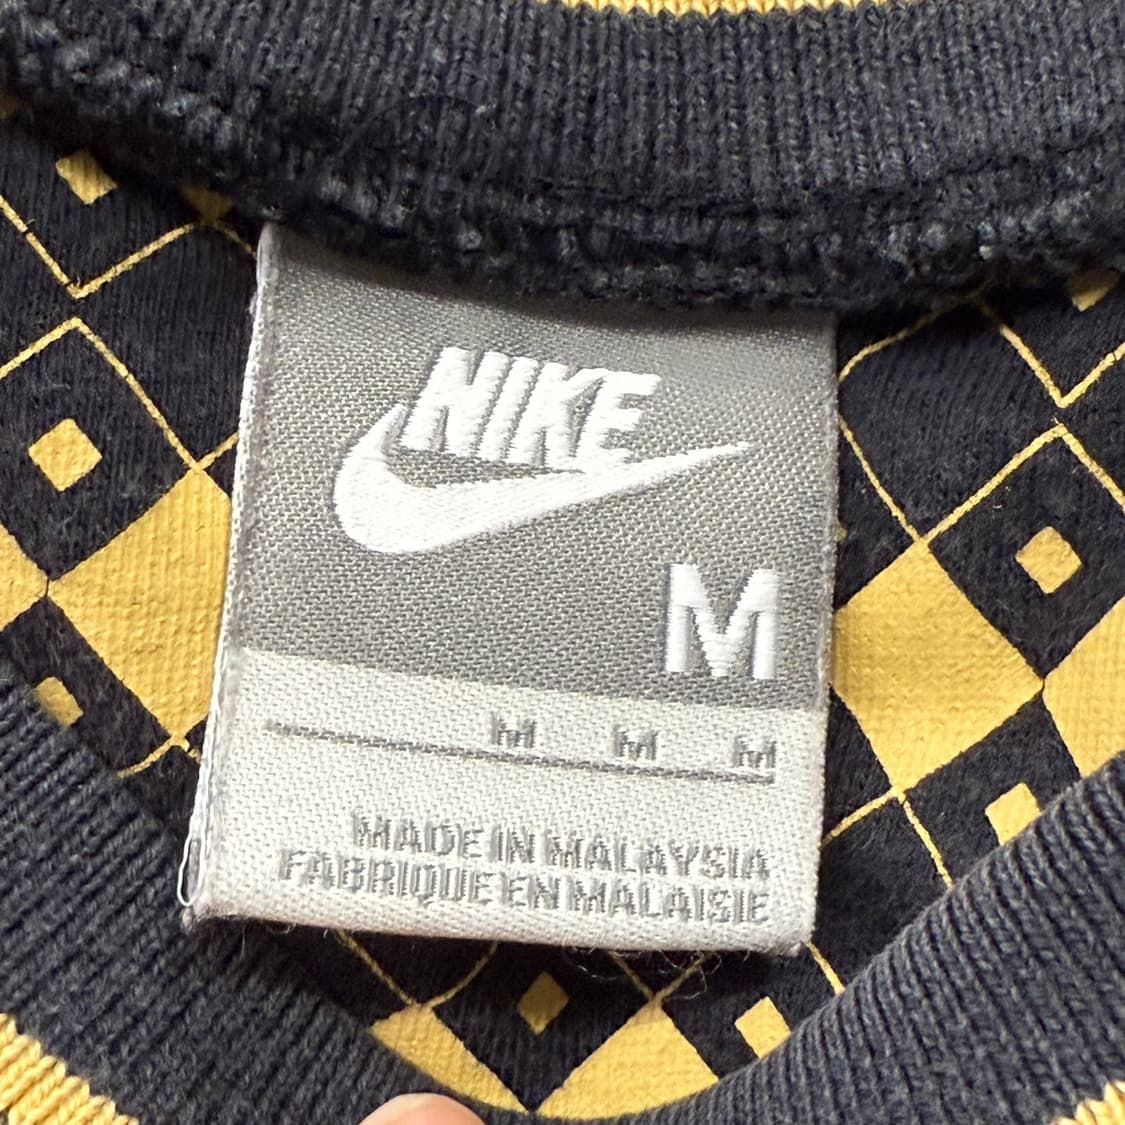 NIKE
M
M M M
MADE IN MALAYSIA
FABRIQUE EN MALAISIE